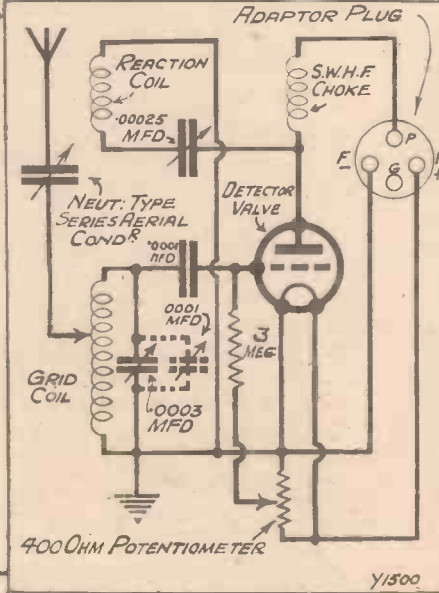 ADAPTOR PLUG
REACTION
COIL
S.W.H.F.
CHOKE
.00025
MFD
P
F
G
F
-
+
DETECTOR
VALVE
NEUT: TYPE
SERIES AERIAL
CONDR
.0001
MFD
.0001
MFD
3
MEG
GRID
COIL
.0003
MFD
400 OHM POTENTIOMETER
Y1500